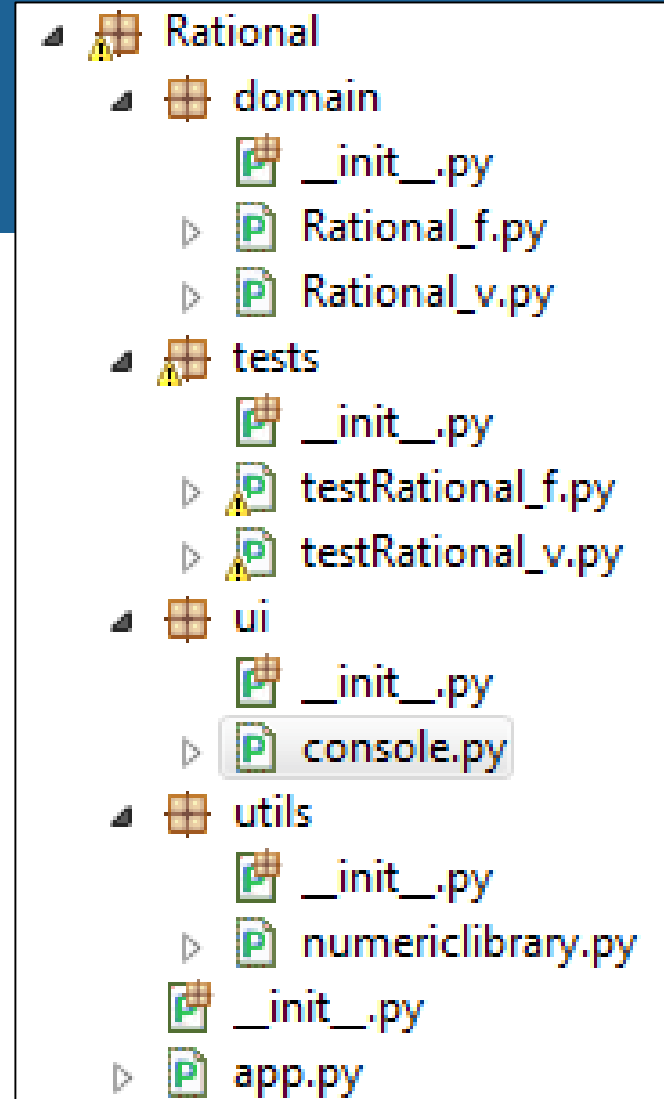 Rational
domain
__init__.py
Rational_f.py
Rational_v.py
tests
__init__.py
testRational_f.py
testRational_v.py
ui
__init__.py
console.py
utils
__init__.py
numericlibrary.py
__init__.py
app.py